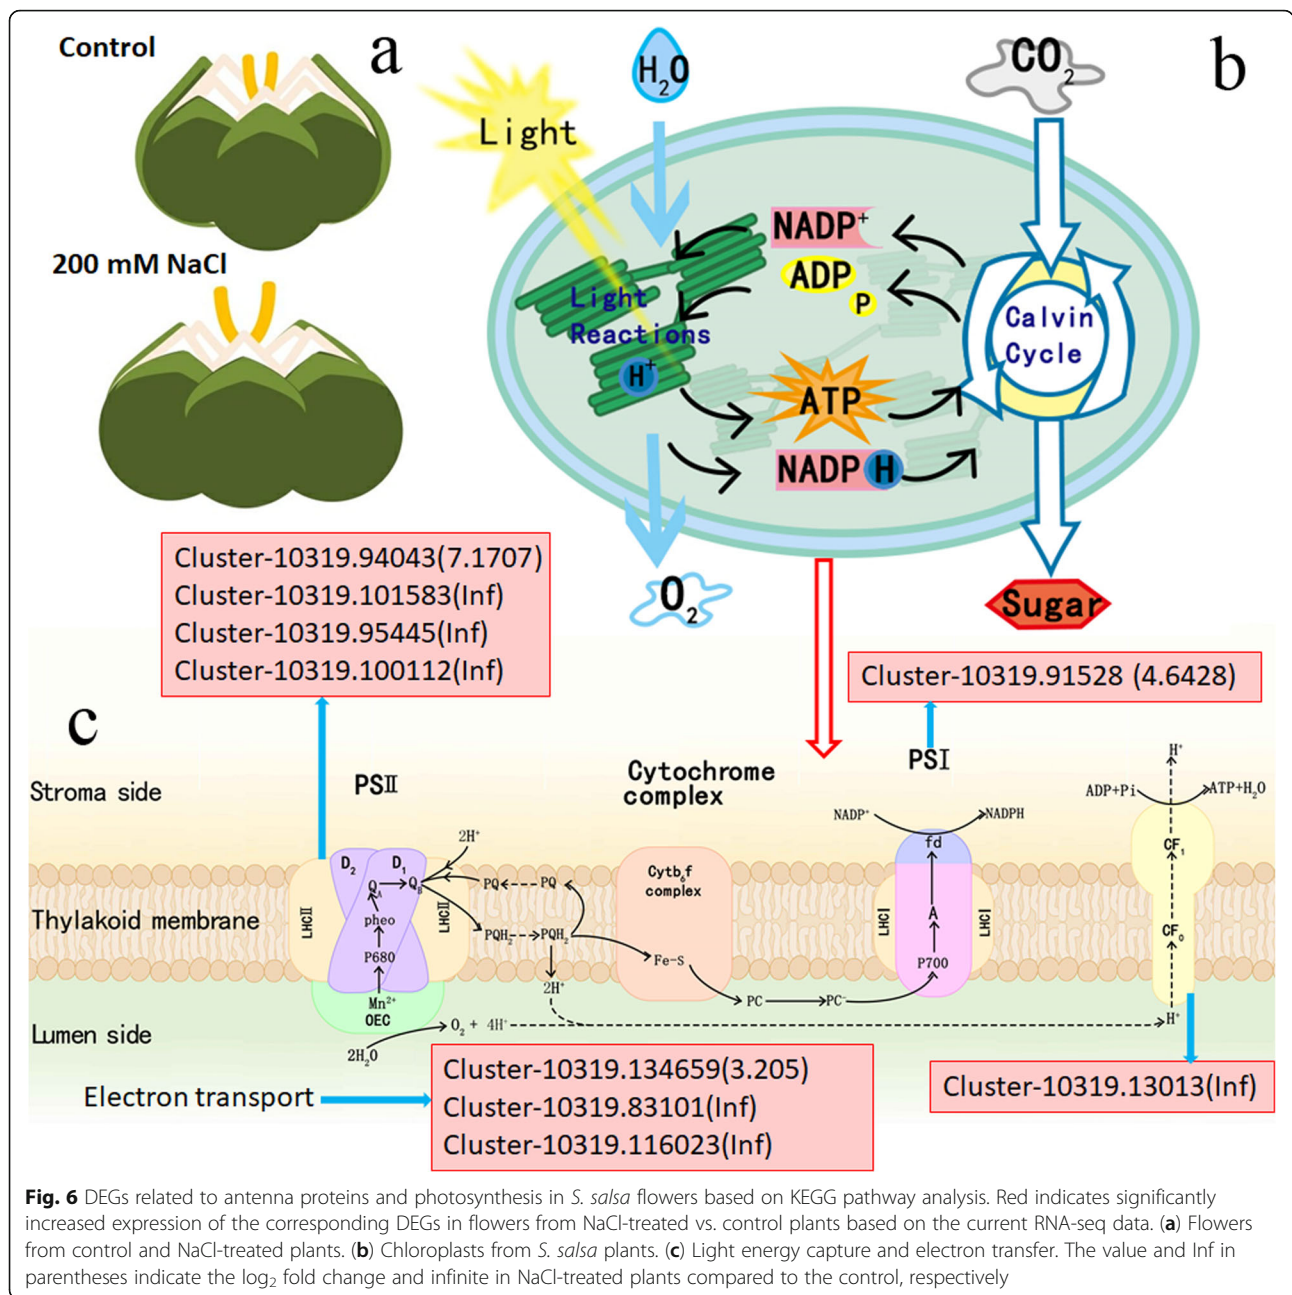 Control
a
200 mM NaCl
b
H₂O
CO₂
Light
NADP⁺
ADP
P
Light
Reactions
H⁺
Calvin
Cycle
ATP
NADP H
O₂
Sugar
Cluster-10319.94043(7.1707)
Cluster-10319.101583(Inf)
Cluster-10319.95445(Inf)
Cluster-10319.100112(Inf)
Cluster-10319.91528 (4.6428)
c
Stroma side
PSⅡ
Cytochrome
complex
PSⅠ
H⁺
ADP+Pi
ATP+H₂O
NADP⁺
NADPH
2H⁺
fd
CF₁
D₂
D₁
Q_A
Q_B
PQ
PQ
Cytb₆f
complex
Thylakoid membrane
LHCⅡ
LHCⅡ
pheo
PQH₂
PQH₂
LHCⅠ
A
LHCⅠ
CF₀
P680
Fe-S
P700
2H⁺
Mn²⁺
OEC
PC
PC⁻
Lumen side
O₂ + 4H⁺
H⁺
2H₂O
Electron transport
Cluster-10319.134659(3.205)
Cluster-10319.83101(Inf)
Cluster-10319.116023(Inf)
Cluster-10319.13013(Inf)
Fig. 6 DEGs related to antenna proteins and photosynthesis in S. salsa flowers based on KEGG pathway analysis. Red indicates significantly
increased expression of the corresponding DEGs in flowers from NaCl-treated vs. control plants based on the current RNA-seq data. (a) Flowers
from control and NaCl-treated plants. (b) Chloroplasts from S. salsa plants. (c) Light energy capture and electron transfer. The value and Inf in
parentheses indicate the log₂ fold change and infinite in NaCl-treated plants compared to the control, respectively